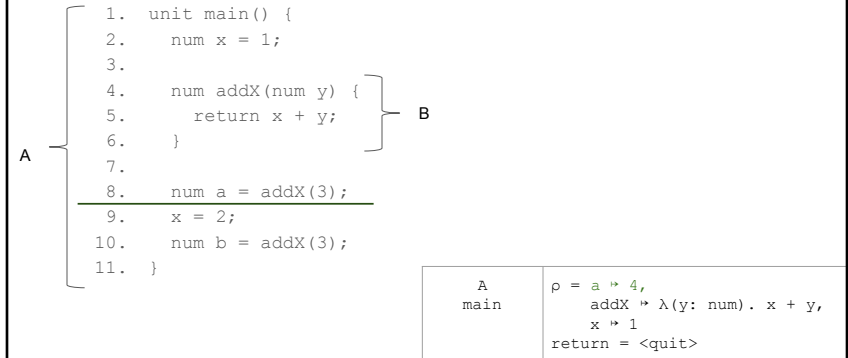 A
1. unit main() {
2. num x = 1;
3.
4. num addX(num y) {
5. return x + y;
6. }
7.
8. num a = addX(3);
9. x = 2;
10. num b = addX(3);
11. }
B
A
main
ρ = a ↦ 4,
addX ↦ λ(y: num). x + y,
x ↦ 1
return = <quit>